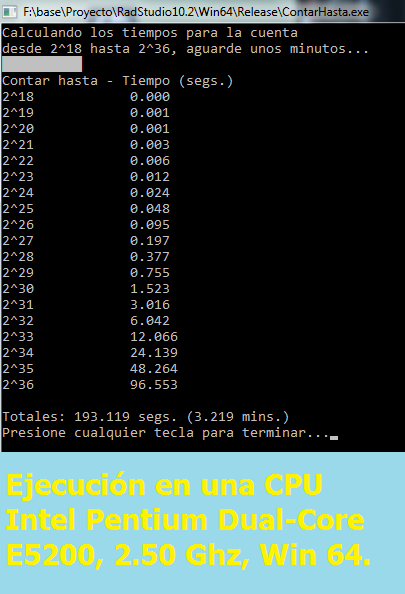 F:\base\Proyecto\RadStudio10.2\Win64\Release\ContarHasta.exe
Calculando los tiempos para la cuenta
desde 2^18 hasta 2^36, aguarde unos minutos...
Contar hasta - Tiempo (segs.)
2^18 0.000
2^19 0.001
2^20 0.001
2^21 0.003
2^22 0.006
2^23 0.012
2^24 0.024
2^25 0.048
2^26 0.095
2^27 0.197
2^28 0.377
2^29 0.755
2^30 1.523
2^31 3.016
2^32 6.042
2^33 12.066
2^34 24.139
2^35 48.264
2^36 96.553
Totales: 193.119 segs. (3.219 mins.)
Presione cualquier tecla para terminar...
Ejecución en una CPU
Intel Pentium Dual-Core
E5200, 2.50 Ghz, Win 64.